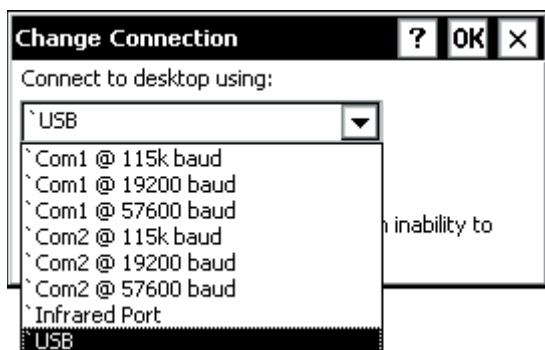 Change Connection ? OK ×
Connect to desktop using:
`USB
`Com1 @ 115k baud
`Com1 @ 19200 baud
`Com1 @ 57600 baud
inability to
`Com2 @ 115k baud
`Com2 @ 19200 baud
`Com2 @ 57600 baud
`Infrared Port
`USB